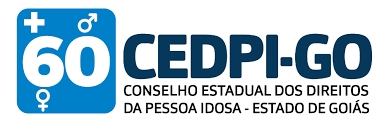 60
CEDPI-GO
CONSELHO ESTADUAL DOS DIREITOS
DA PESSOA IDOSA - ESTADO DE GOIÁS